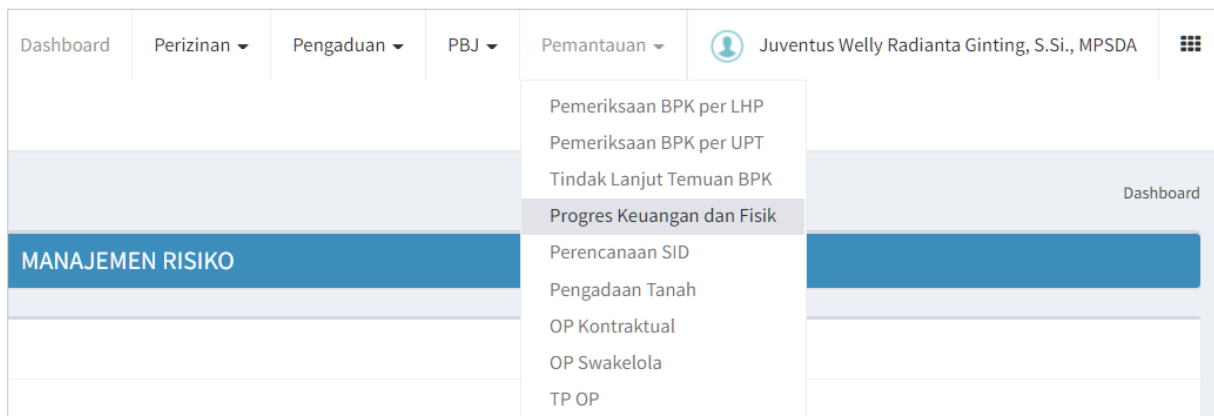 Dashboard Perizinan Pengaduan PBJ Pemantauan Juventus Welly Radianta Ginting, S.Si., MPSDA
Pemeriksaan BPK per LHP
Pemeriksaan BPK per UPT
Tindak Lanjut Temuan BPK
Dashboard
Progres Keuangan dan Fisik
MANAJEMEN RISIKO
Perencanaan SID
Pengadaan Tanah
OP Kontraktual
OP Swakelola
TP OP